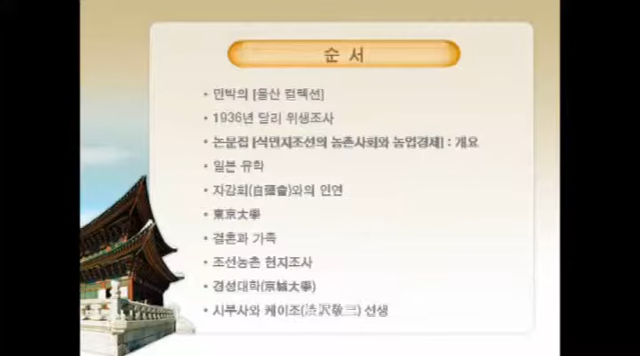 순 서
• 민박의 [울산 컬렉션]
• 1936년 달리 위생조사
• 논문집 [식민지조선의 농촌사회와 농업경제] : 개요
• 일본 유학
• 자강회(自彊會)와의 인연
• 東京大學
• 결혼과 가족
• 조선농촌 현지조사
• 경성대학(京城大學)
• 시부사와 케이조(渋沢敬三) 선생